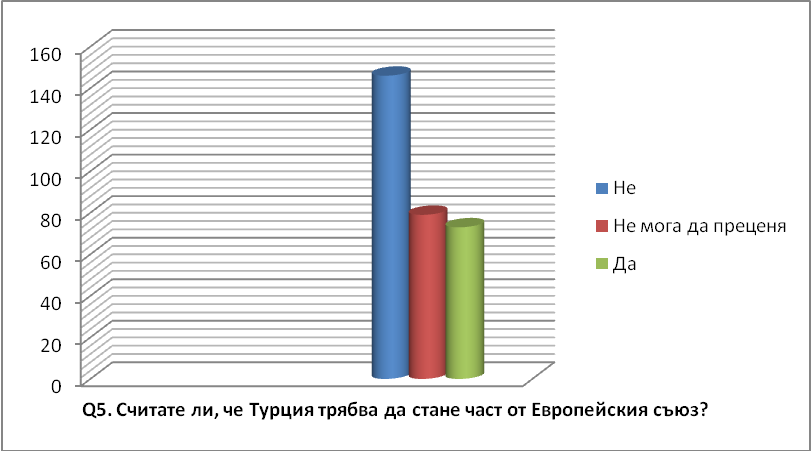 160
140
120
100
80
60
40
20
0
Не
Не мога да преценя
Да
Q5. Считате ли, че Турция трябва да стане част от Европейския съюз?